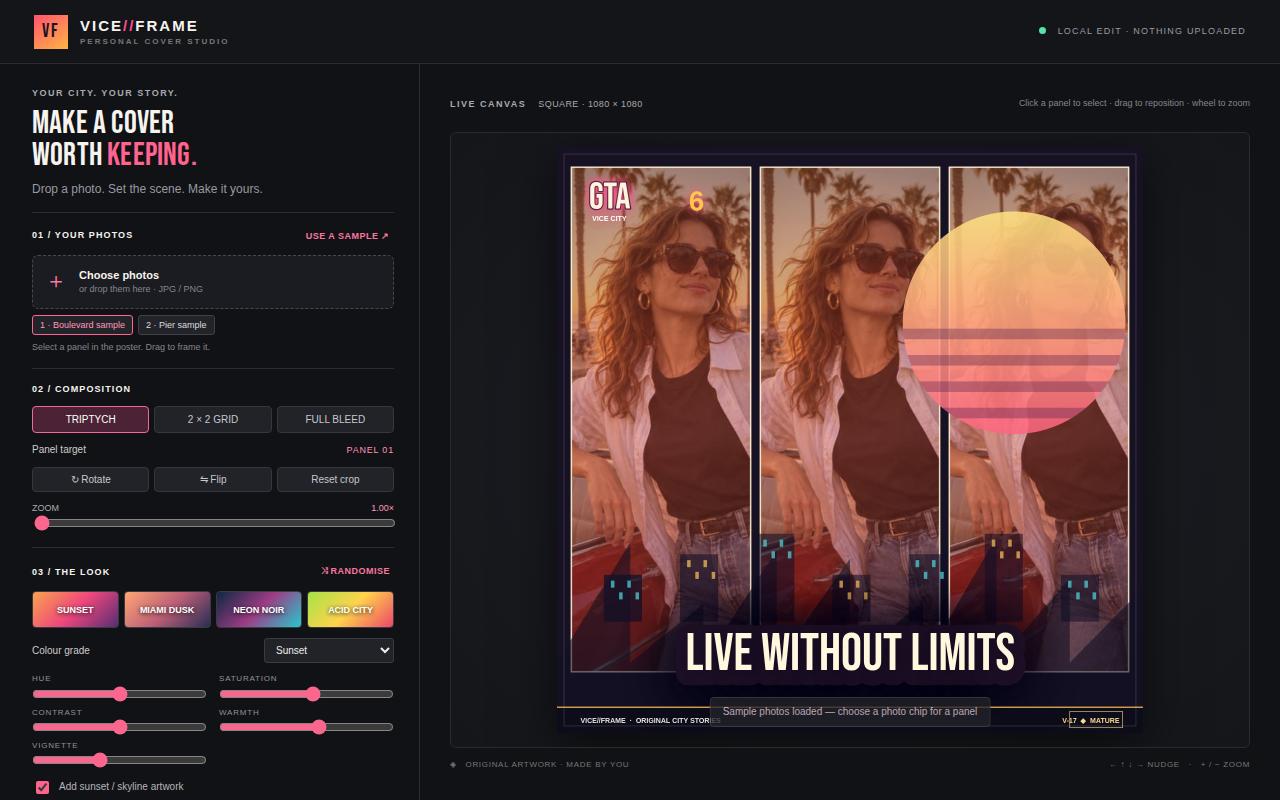 VF
VICE//FRAME
PERSONAL COVER STUDIO
LOCAL EDIT · NOTHING UPLOADED
YOUR CITY. YOUR STORY.
MAKE A COVER
WORTH KEEPING.
Drop a photo. Set the scene. Make it yours.
01 / YOUR PHOTOS
USE A SAMPLE ↗
+
Choose photos
or drop them here · JPG / PNG
1 · Boulevard sample
2 · Pier sample
Select a panel in the poster. Drag to frame it.
02 / COMPOSITION
TRIPTYCH
2 × 2 GRID
FULL BLEED
Panel target
PANEL 01
↻ Rotate
⇋ Flip
Reset crop
ZOOM
1.00×
03 / THE LOOK
⤨ RANDOMISE
SUNSET
MIAMI DUSK
NEON NOIR
ACID CITY
Colour grade
Sunset
HUE
SATURATION
CONTRAST
WARMTH
VIGNETTE
Add sunset / skyline artwork
LIVE CANVAS
SQUARE · 1080 × 1080
Click a panel to select · drag to reposition · wheel to zoom
GTA
VICE CITY
6
LIVE WITHOUT LIMITS
Sample photos loaded — choose a photo chip for a panel
VICE//FRAME · ORIGINAL CITY STORIES
V-17 ◆ MATURE
◈ ORIGINAL ARTWORK · MADE BY YOU
← ↑ ↓ → NUDGE · + / − ZOOM